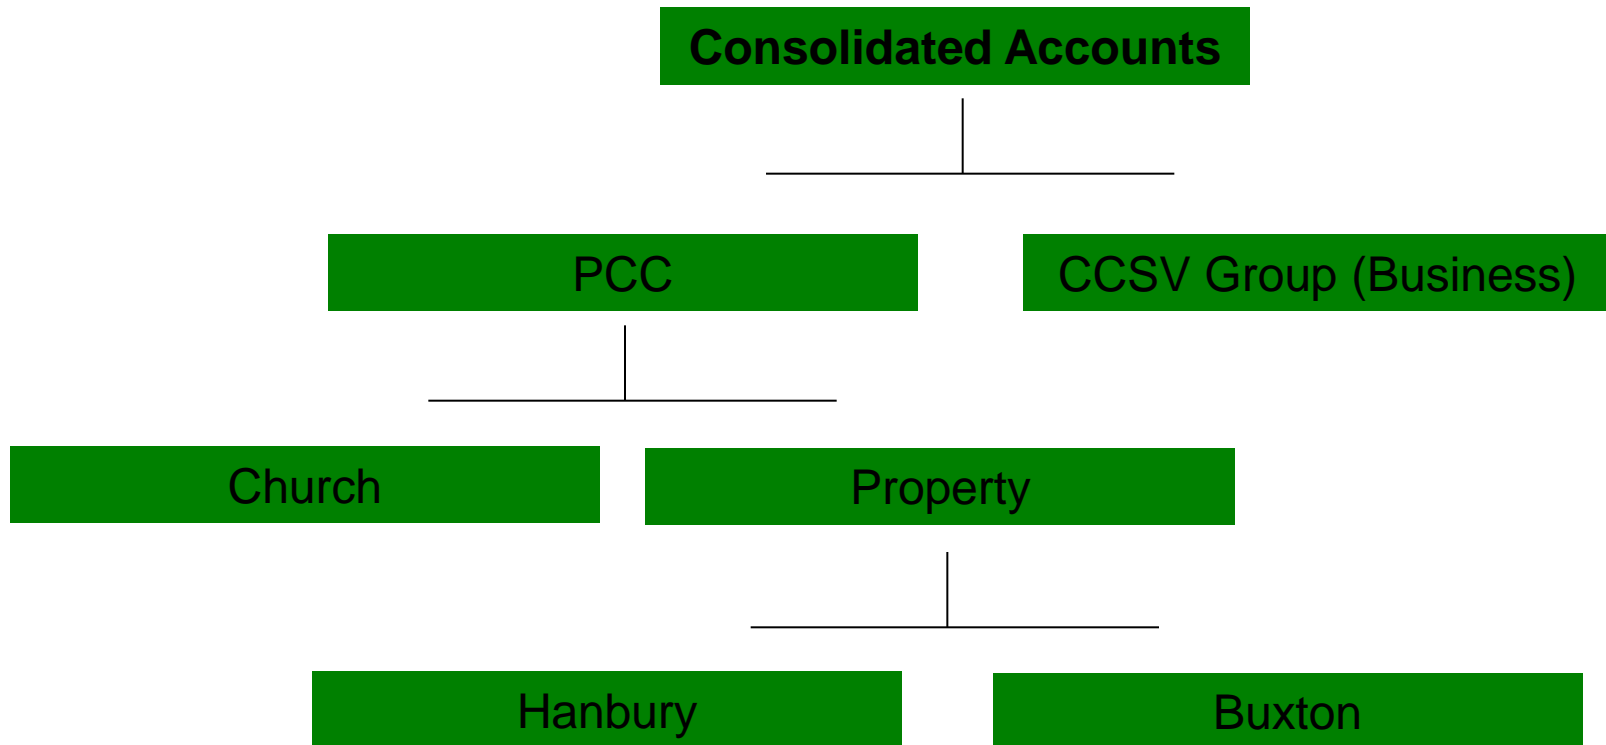 Consolidated Accounts
PCC
CCSV Group (Business)
Church
Property
Hanbury
Buxton